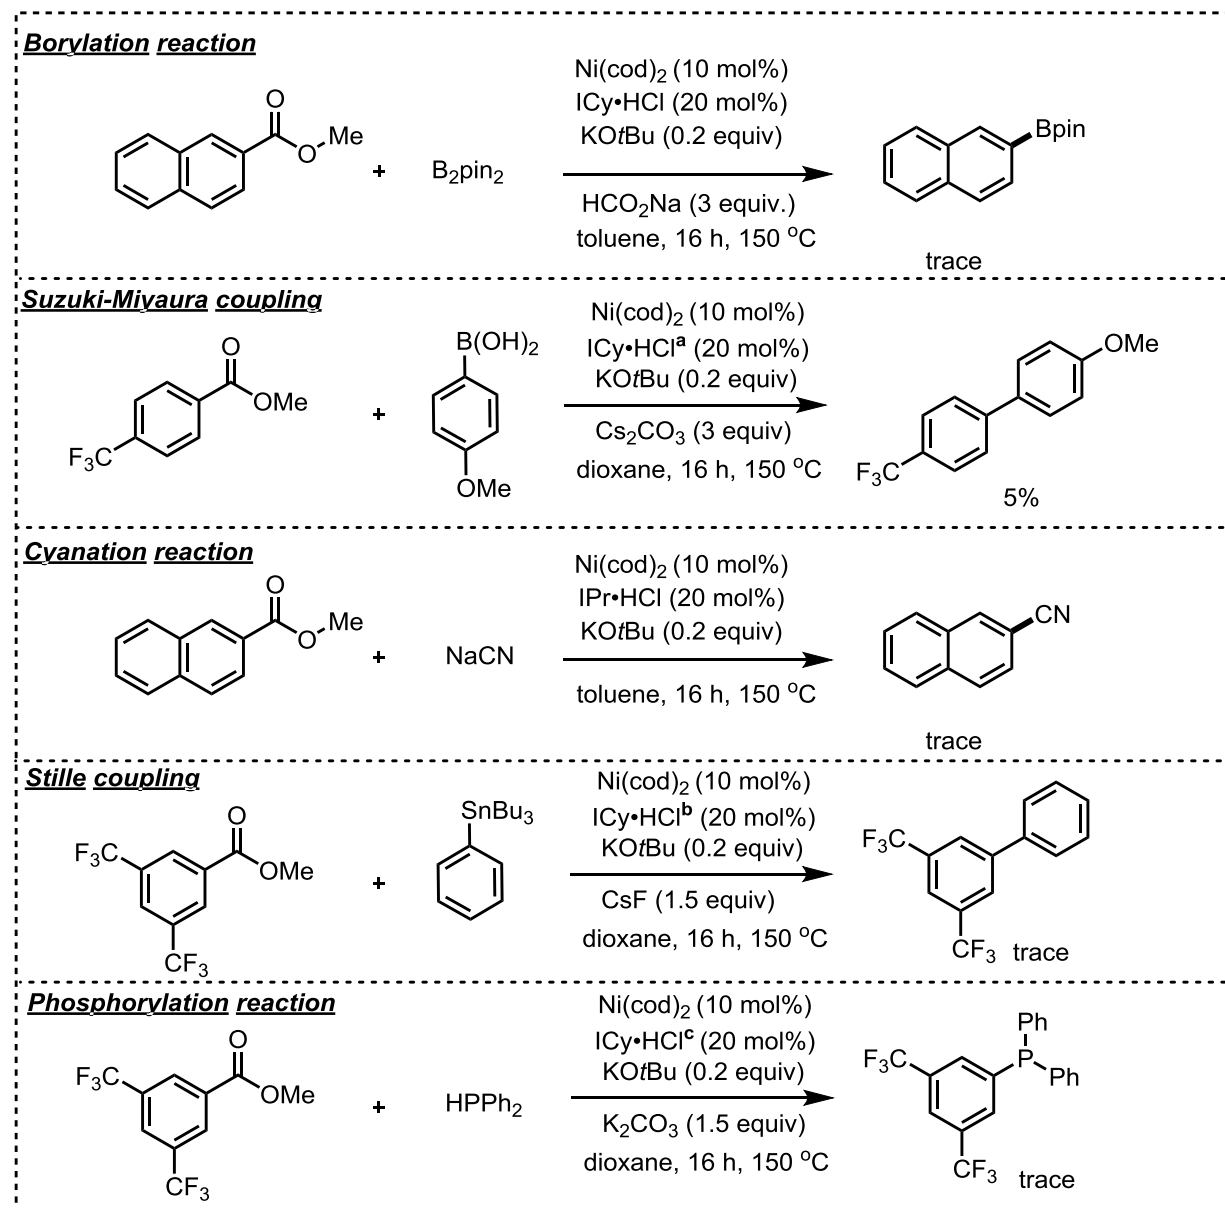 Borylation reaction
O
O
Me
+
B2pin2
Ni(cod)2 (10 mol%)
ICy•HCl (20 mol%)
KOtBu (0.2 equiv)
HCO2Na (3 equiv.)
toluene, 16 h, 150 oC
Bpin
trace
Suzuki-Miyaura coupling
O
OMe
F3C
+
B(OH)2
OMe
Ni(cod)2 (10 mol%)
ICy•HCla (20 mol%)
KOtBu (0.2 equiv)
Cs2CO3 (3 equiv)
dioxane, 16 h, 150 oC
OMe
F3C
5%
Cyanation reaction
O
O
Me
+
NaCN
Ni(cod)2 (10 mol%)
IPr•HCl (20 mol%)
KOtBu (0.2 equiv)
toluene, 16 h, 150 oC
CN
trace
Stille coupling
F3C
O
OMe
CF3
+
SnBu3
Ni(cod)2 (10 mol%)
ICy•HClb (20 mol%)
KOtBu (0.2 equiv)
CsF (1.5 equiv)
dioxane, 16 h, 150 oC
F3C
CF3
trace
Phosphorylation reaction
F3C
O
OMe
CF3
+
HPPh2
Ni(cod)2 (10 mol%)
ICy•HClc (20 mol%)
KOtBu (0.2 equiv)
K2CO3 (1.5 equiv)
dioxane, 16 h, 150 oC
Ph
F3C
P
Ph
CF3
trace